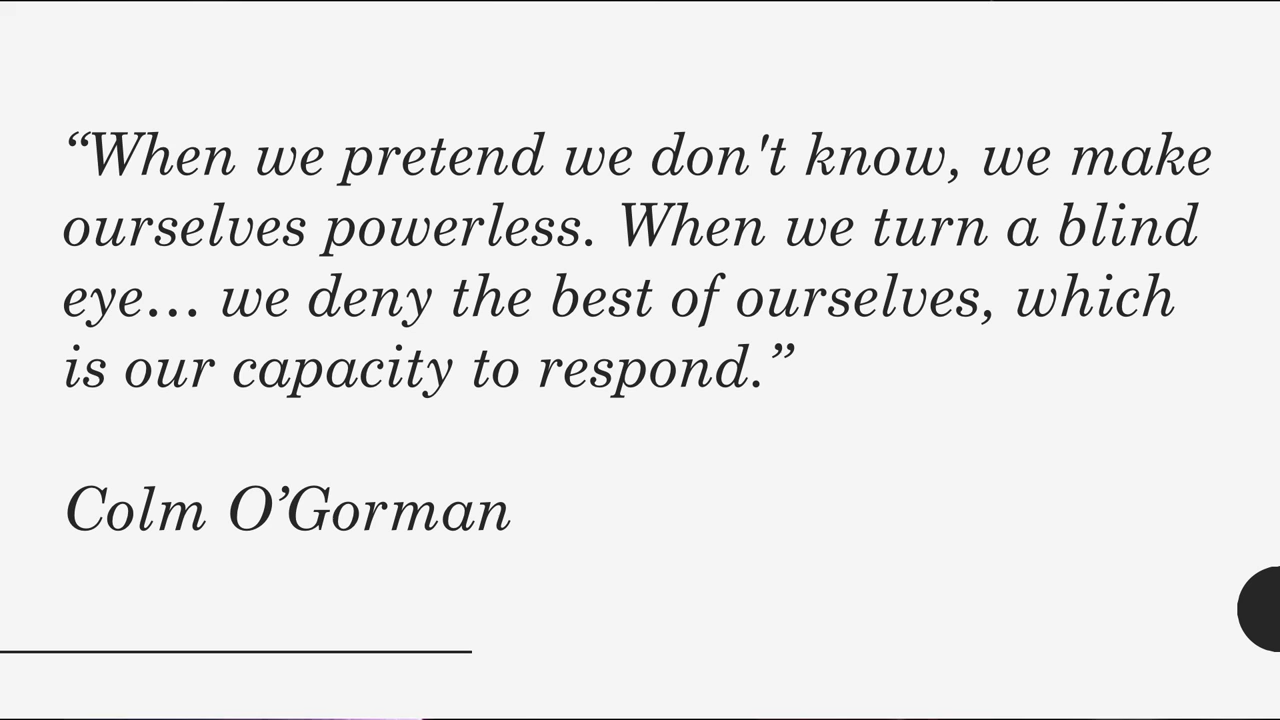 “When we pretend we don't know, we make
ourselves powerless. When we turn a blind
eye… we deny the best of ourselves, which
is our capacity to respond.”
Colm O’Gorman